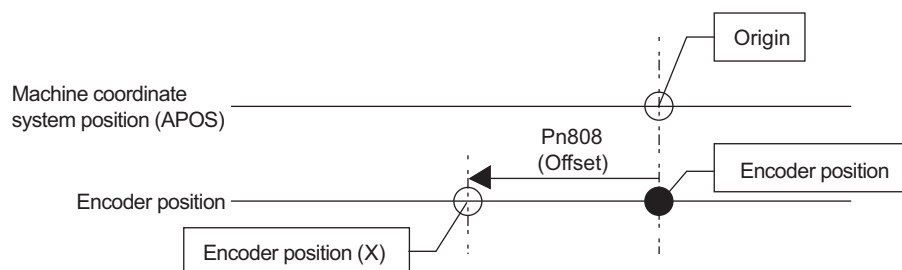 Origin
Machine coordinate
system position (APOS)
Pn808
(Offset)
Encoder position
Encoder position
Encoder position (X)